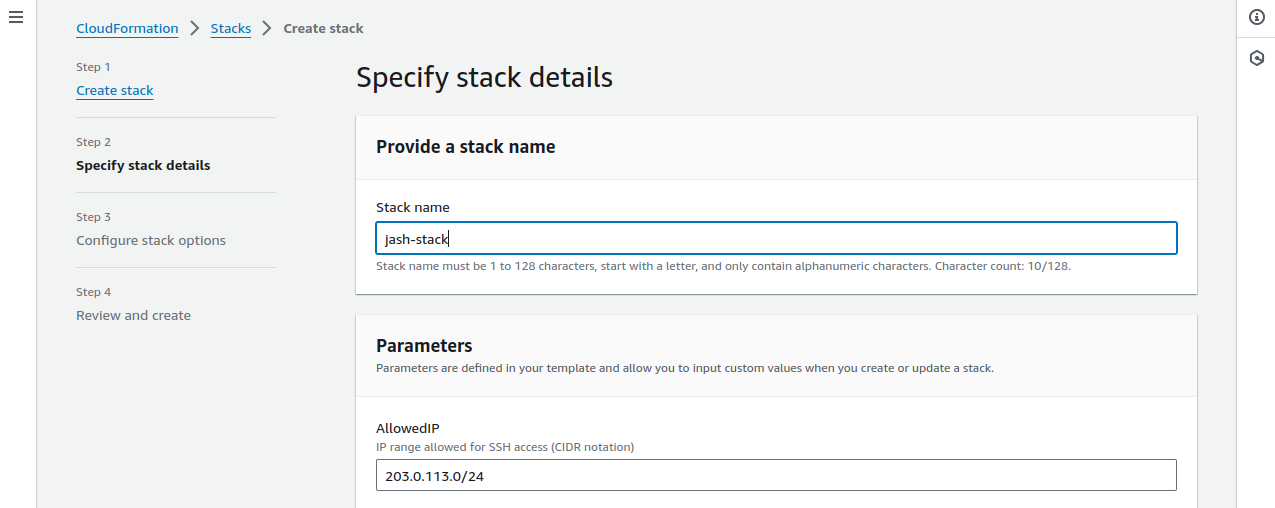 CloudFormation > Stacks > Create stack
Step 1
Create stack
Step 2
Specify stack details
Step 3
Configure stack options
Step 4
Review and create
Specify stack details
Provide a stack name
Stack name
jash-stack
Stack name must be 1 to 128 characters, start with a letter, and only contain alphanumeric characters. Character count: 10/128.
Parameters
Parameters are defined in your template and allow you to input custom values when you create or update a stack.
AllowedIP
IP range allowed for SSH access (CIDR notation)
203.0.113.0/24